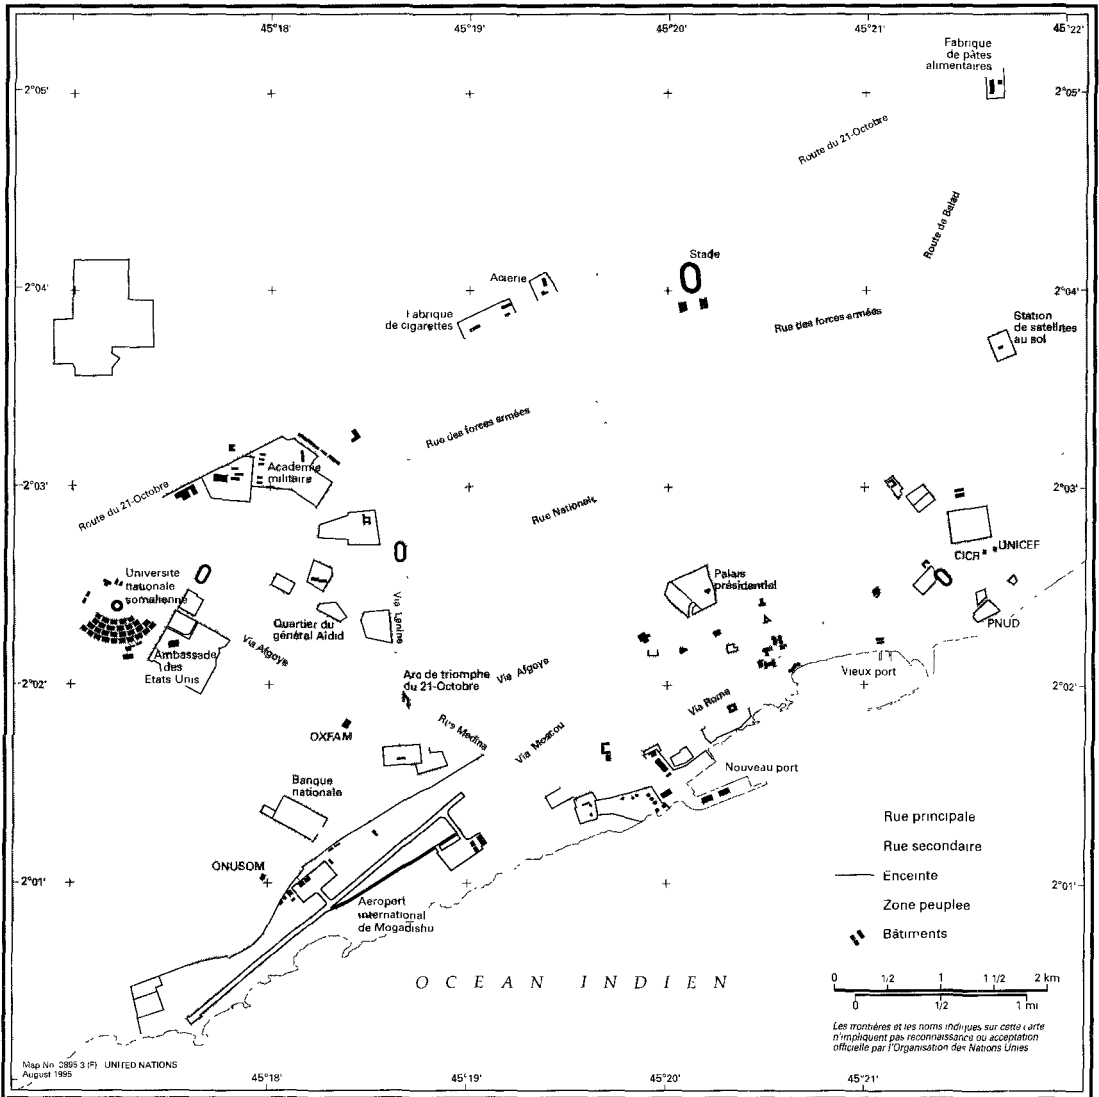 45°18'
45°19'
45°20'
45°21'
45°22'
Fabrique
de pâtes
alimentaires
2°05'
2°05'
Route du 21-Octobre
Route de Balad
Stade
Aciérie
2°04'
2°04'
Fabrique
de cigarettes
Rue des forces armées
Station
de satellites
au sol
Rue des forces armées
Académie
militaire
2°03'
2°03'
Route du 21-Octobre
Rue Nationale
CICR
UNICEF
Université
nationale
somalienne
Palais
présidentiel
Via Lénine
Quartier du
général Aidid
PNUD
Via Afgoye
Ambassade
des
Etats Unis
Via Afgoye
Vieux port
2°02'
2°02'
Arc de triomphe
du 21-Octobre
Via Roma
Rue Medina
OXFAM
Via Moscou
Nouveau port
Banque
nationale
Rue principale
Rue secondaire
ONUSOM
Enceinte
2°01'
2°01'
Aéroport
international
de Mogadishu
Zone peuplée
Bâtiments
OCEAN INDIEN
0 1/2 1 1 1/2 2 km
0 1/2 1 mi
Les frontières et les noms indiqués sur cette carte
n'impliquent pas reconnaissance ou acceptation
officielle par l'Organisation des Nations Unies
Map No. 3895.3 (F) UNITED NATIONS
August 1995
45°18'
45°19'
45°20'
45°21'